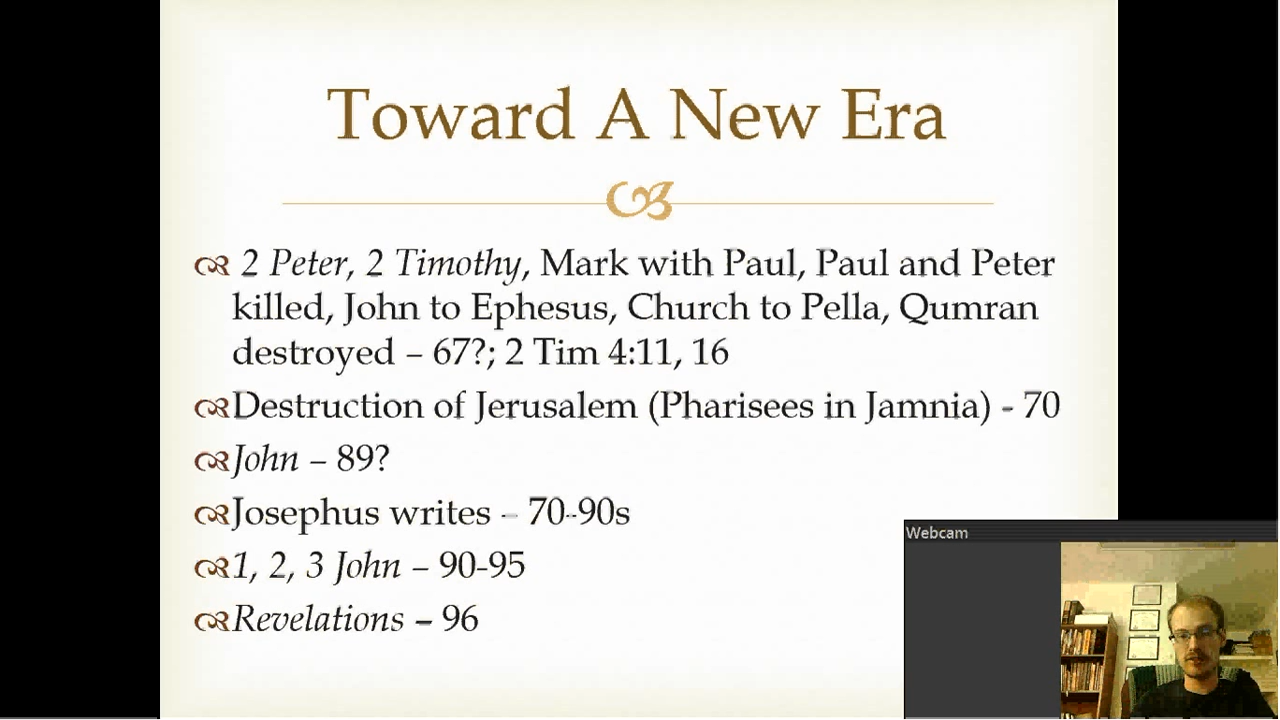 Toward A New Era
2 Peter, 2 Timothy, Mark with Paul, Paul and Peter
killed, John to Ephesus, Church to Pella, Qumran
destroyed – 67?; 2 Tim 4:11, 16
Destruction of Jerusalem (Pharisees in Jamnia) - 70
John – 89?
Josephus writes – 70-90s
1, 2, 3 John – 90-95
Revelations – 96
Webcam